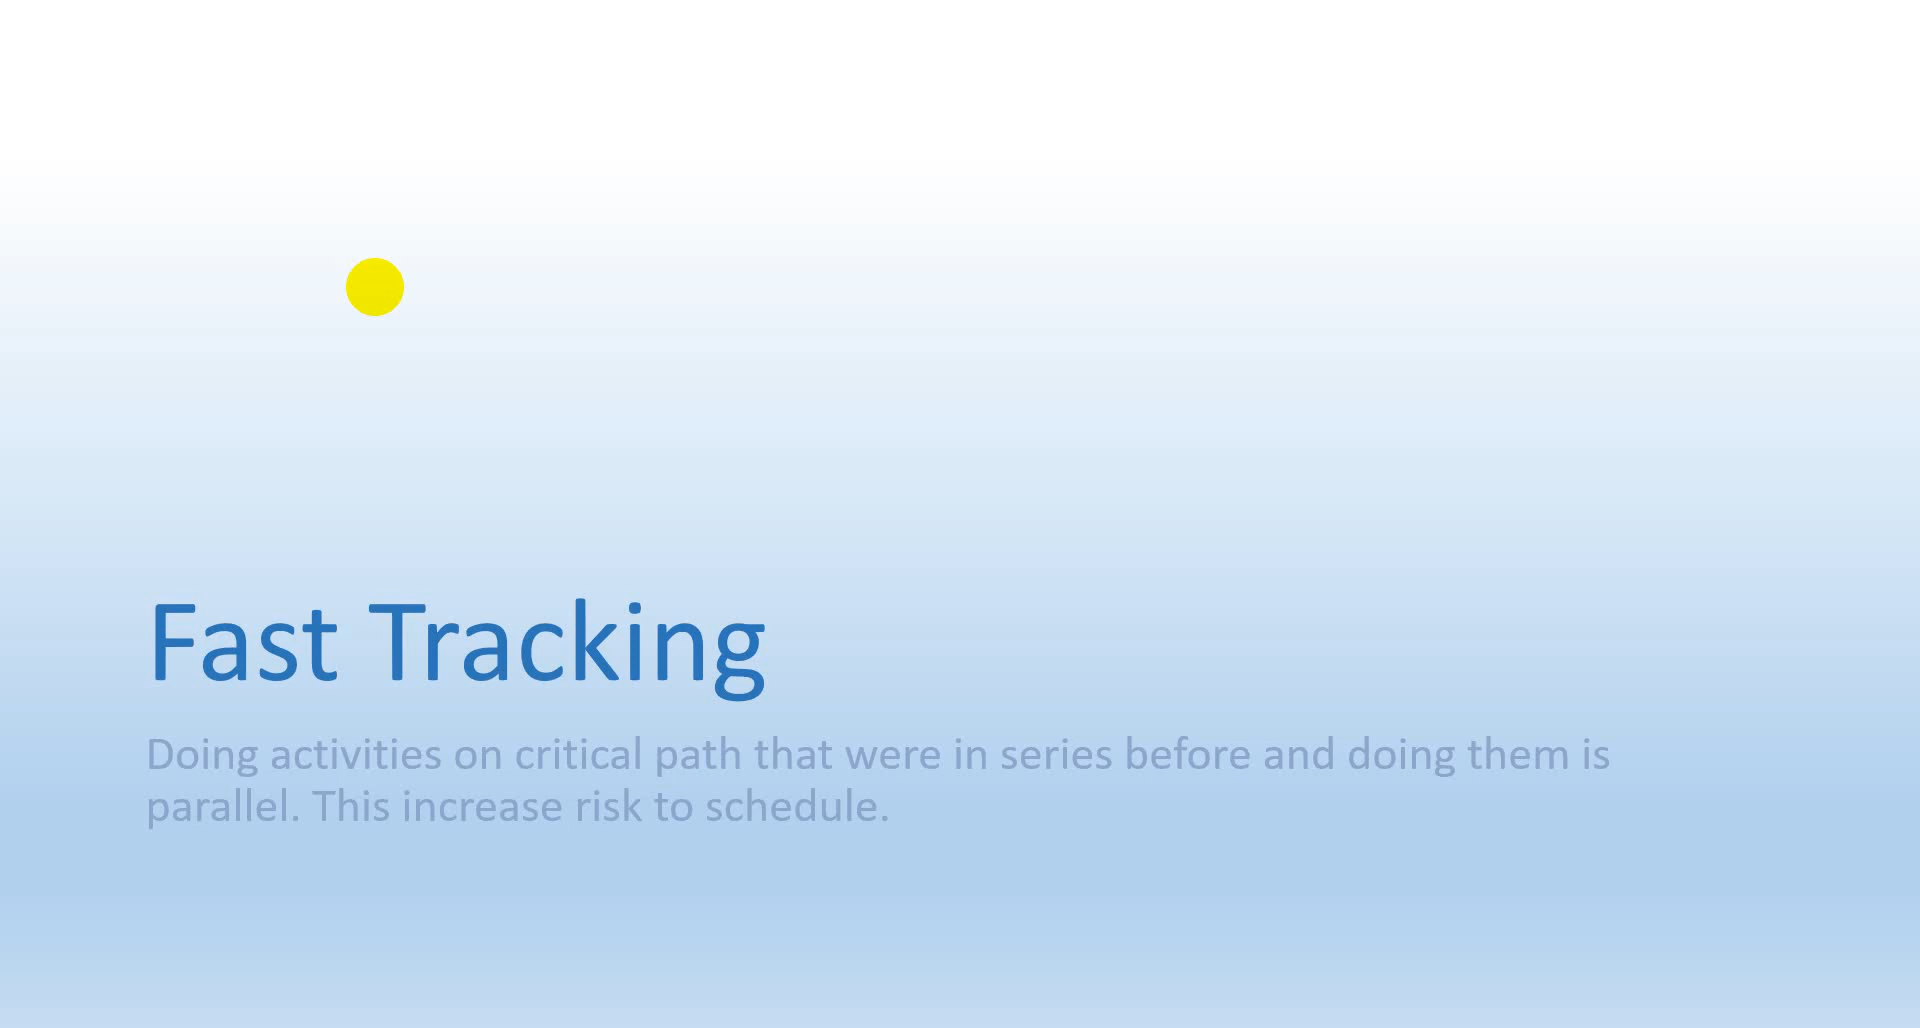 Fast Tracking
Doing activities on critical path that were in series before and doing them is
parallel. This increase risk to schedule.